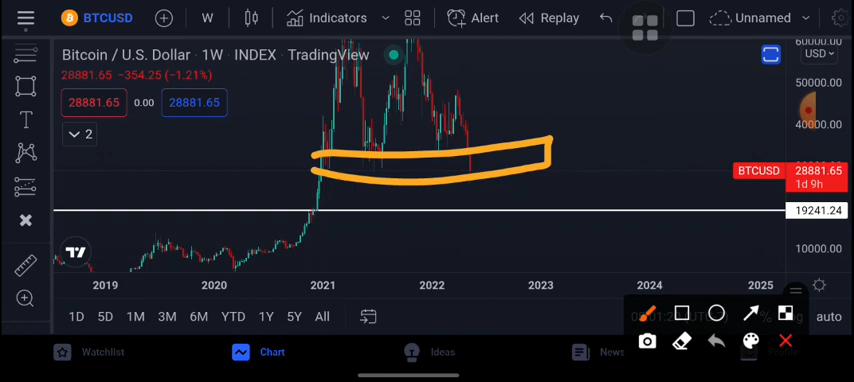 BTCUSD W Indicators Alert Replay Unnamed
60000.00
Bitcoin / U.S. Dollar · 1W · INDEX · TradingView
USD
28881.65 −354.25 (−1.21%)
50000.00
28881.65 0.00 28881.65
40000.00
2
BTCUSD 28881.65
1d 9h
19241.24
10000.00
2019 2020 2021 2022 2023 2024 2025
1D 5D 1M 3M 6M YTD 1Y 5Y All auto
Watchlist Chart Ideas News